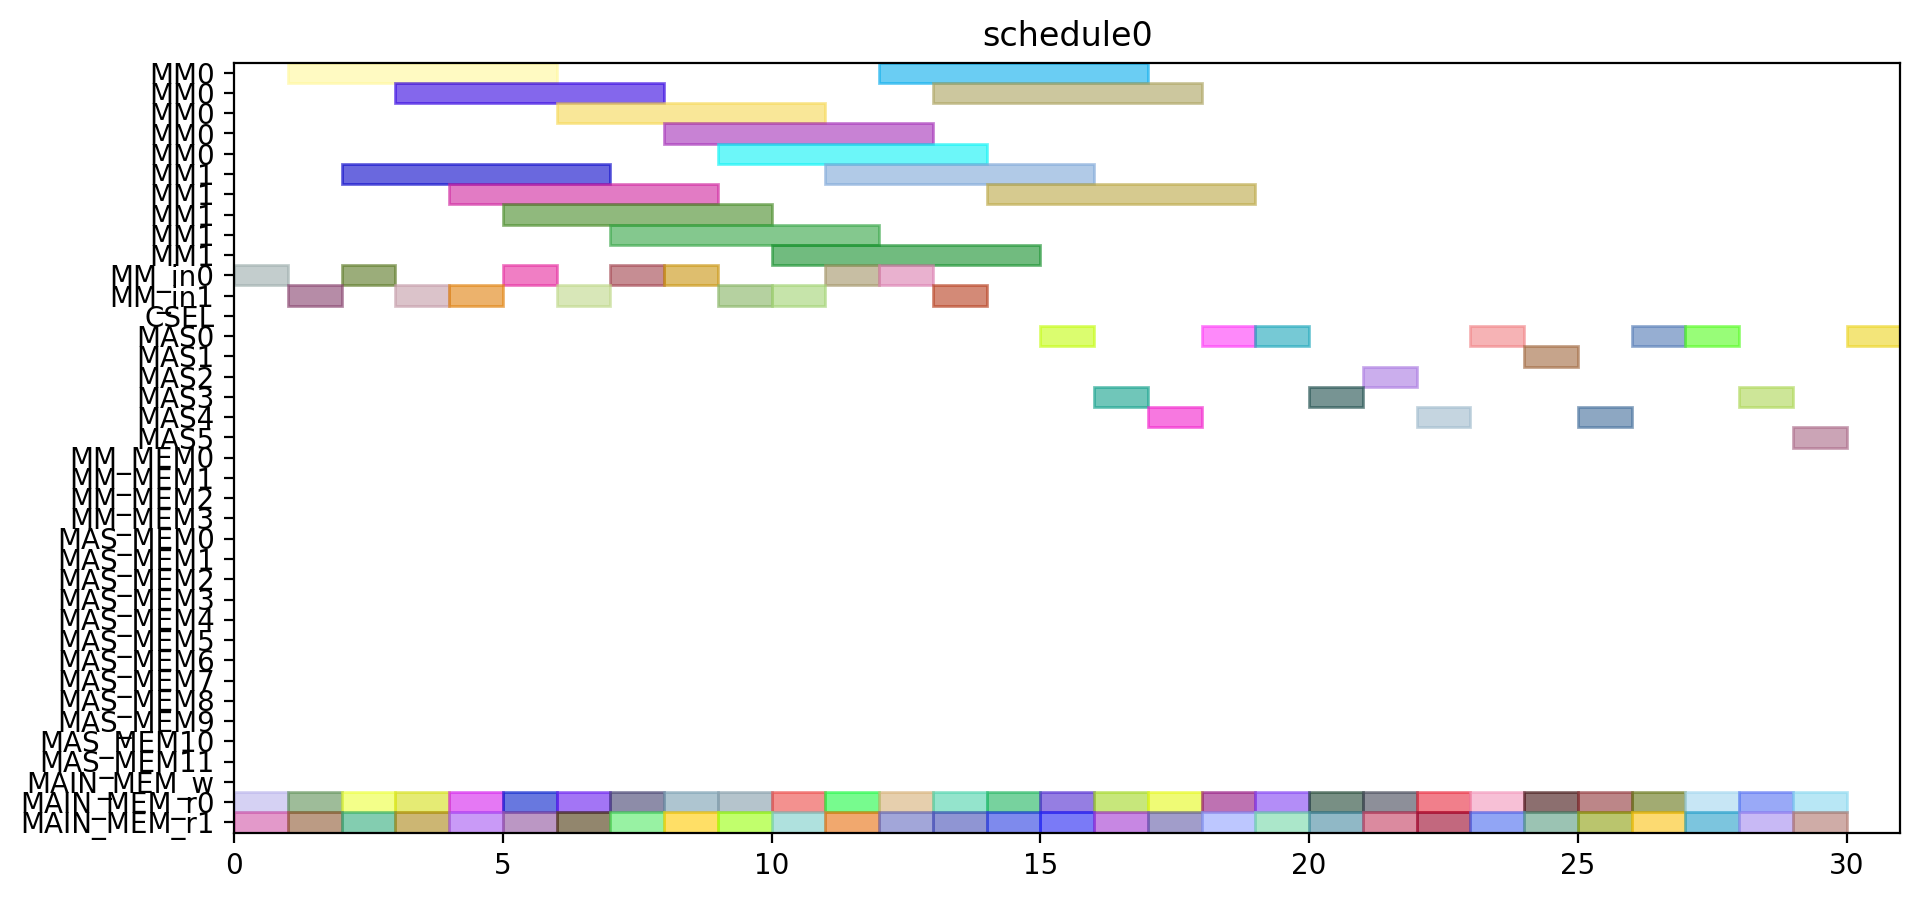 schedule0
MM0
MM0
MM0
MM0
MM0
MM1
MM1
MM1
MM1
MM1
MM_in0
MM_in1
CSEL
MAS0
MAS1
MAS2
MAS3
MAS4
MAS5
MM_MEM0
MM_MEM1
MM_MEM2
MM_MEM3
MAS_MEM0
MAS_MEM1
MAS_MEM2
MAS_MEM3
MAS_MEM4
MAS_MEM5
MAS_MEM6
MAS_MEM7
MAS_MEM8
MAS_MEM9
MAS_MEM10
MAS_MEM11
MAIN_MEM_w
MAIN_MEM_r0
MAIN_MEM_r1
0 5 10 15 20 25 30